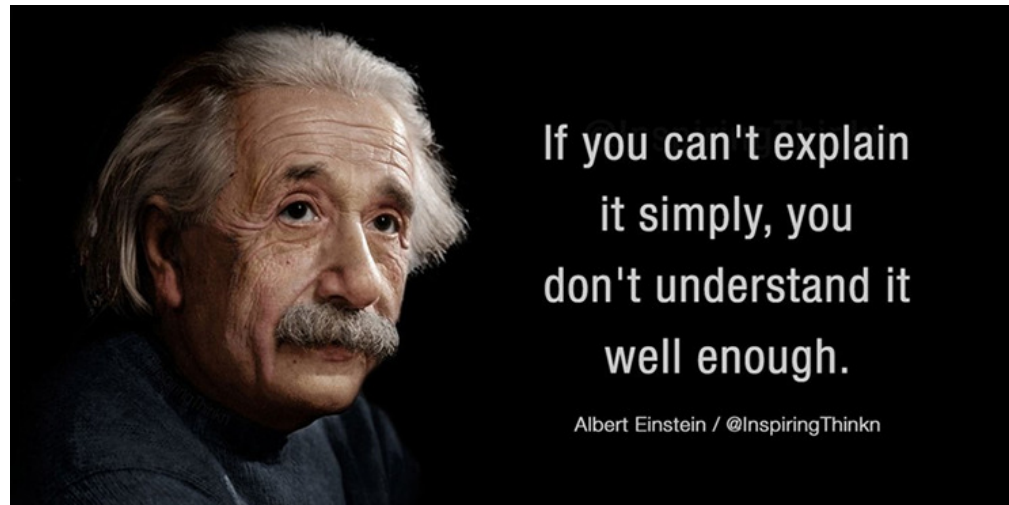 If you can't explain
it simply, you
don't understand it
well enough.
Albert Einstein / @InspiringThinkn